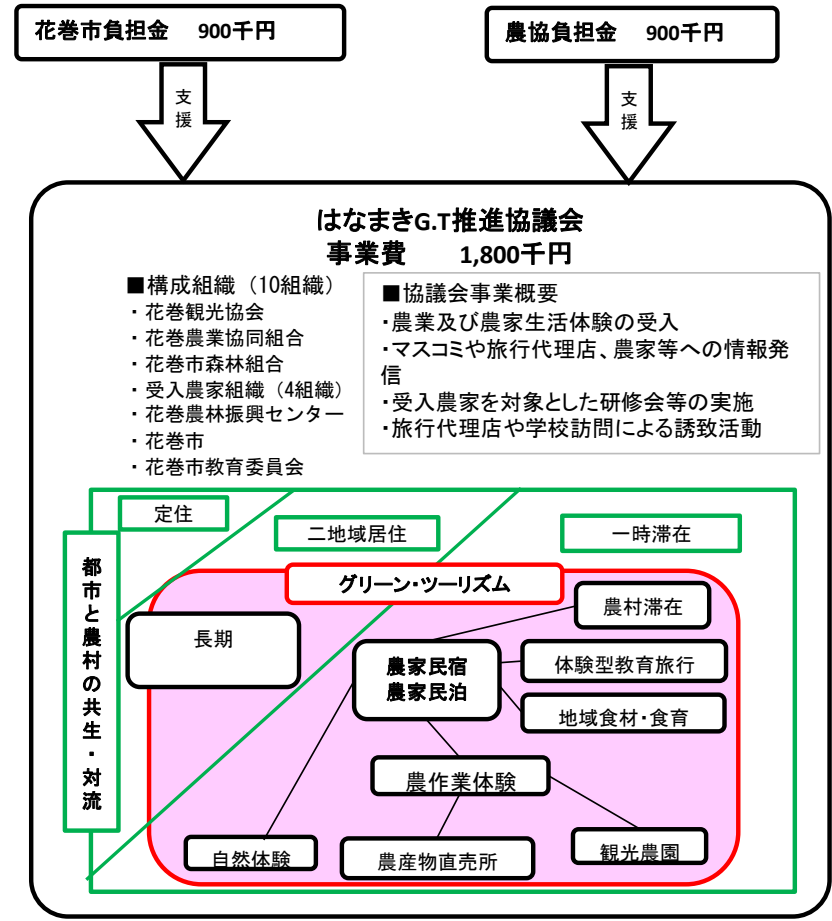 花巻市負担金　900千円
農協負担金　900千円
支援
支援
はなまきG.T推進協議会
事業費　1,800千円
■構成組織（10組織）
・花巻観光協会
・花巻農業協同組合
・花巻市森林組合
・受入農家組織（4組織）
・花巻農林振興センター
・花巻市
・花巻市教育委員会
■協議会事業概要
・農業及び農家生活体験の受入
・マスコミや旅行代理店、農家等への情報発
信
・受入農家を対象とした研修会等の実施
・旅行代理店や学校訪問による誘致活動
都市と農村の共生・対流
定住
二地域居住
一時滞在
グリーン・ツーリズム
長期
農家民宿
農家民泊
農村滞在
体験型教育旅行
地域食材・食育
農作業体験
自然体験
農産物直売所
観光農園